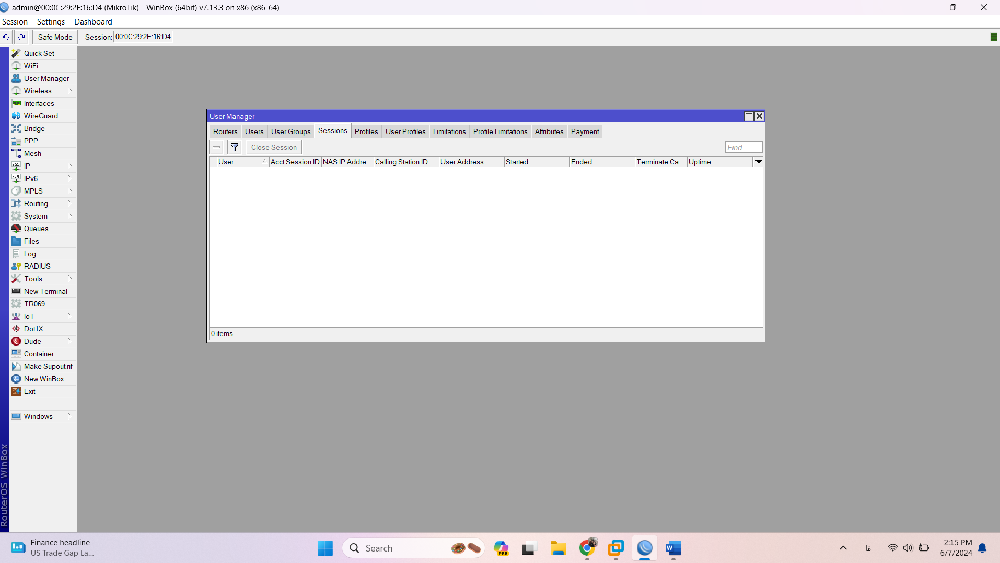 admin@00:0C:29:2E:16:D4 (MikroTik) - WinBox (64bit) v7.13.3 on x86 (x86_64)
Session Settings Dashboard
Safe Mode Session: 00:0C:29:2E:16:D4
Quick Set
WiFi
User Manager
Wireless
Interfaces
WireGuard
Bridge
PPP
Mesh
IP
IPv6
MPLS
Routing
System
Queues
Files
Log
RADIUS
Tools
New Terminal
TR069
IoT
Dot1X
Dude
Container
Make Supout.rif
New WinBox
Exit
Windows
RouterOS WinBox
User Manager
Routers Users User Groups Sessions Profiles User Profiles Limitations Profile Limitations Attributes Payment
Close Session Find
User Acct Session ID NAS IP Addre... Calling Station ID User Address Started Ended Terminate Ca... Uptime
0 items
Finance headline
US Trade Gap La...
Search
PRE
فا
2:15 PM
6/7/2024